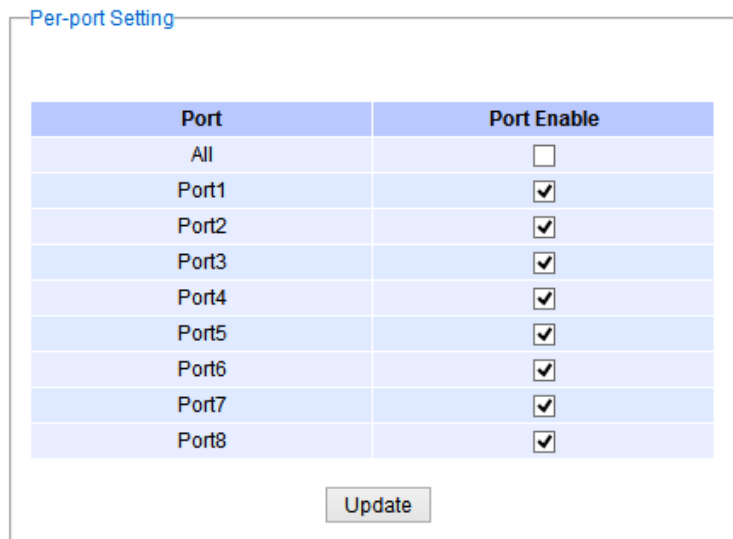 Per-port Setting
Port Port Enable
All
Port1
Port2
Port3
Port4
Port5
Port6
Port7
Port8
Update